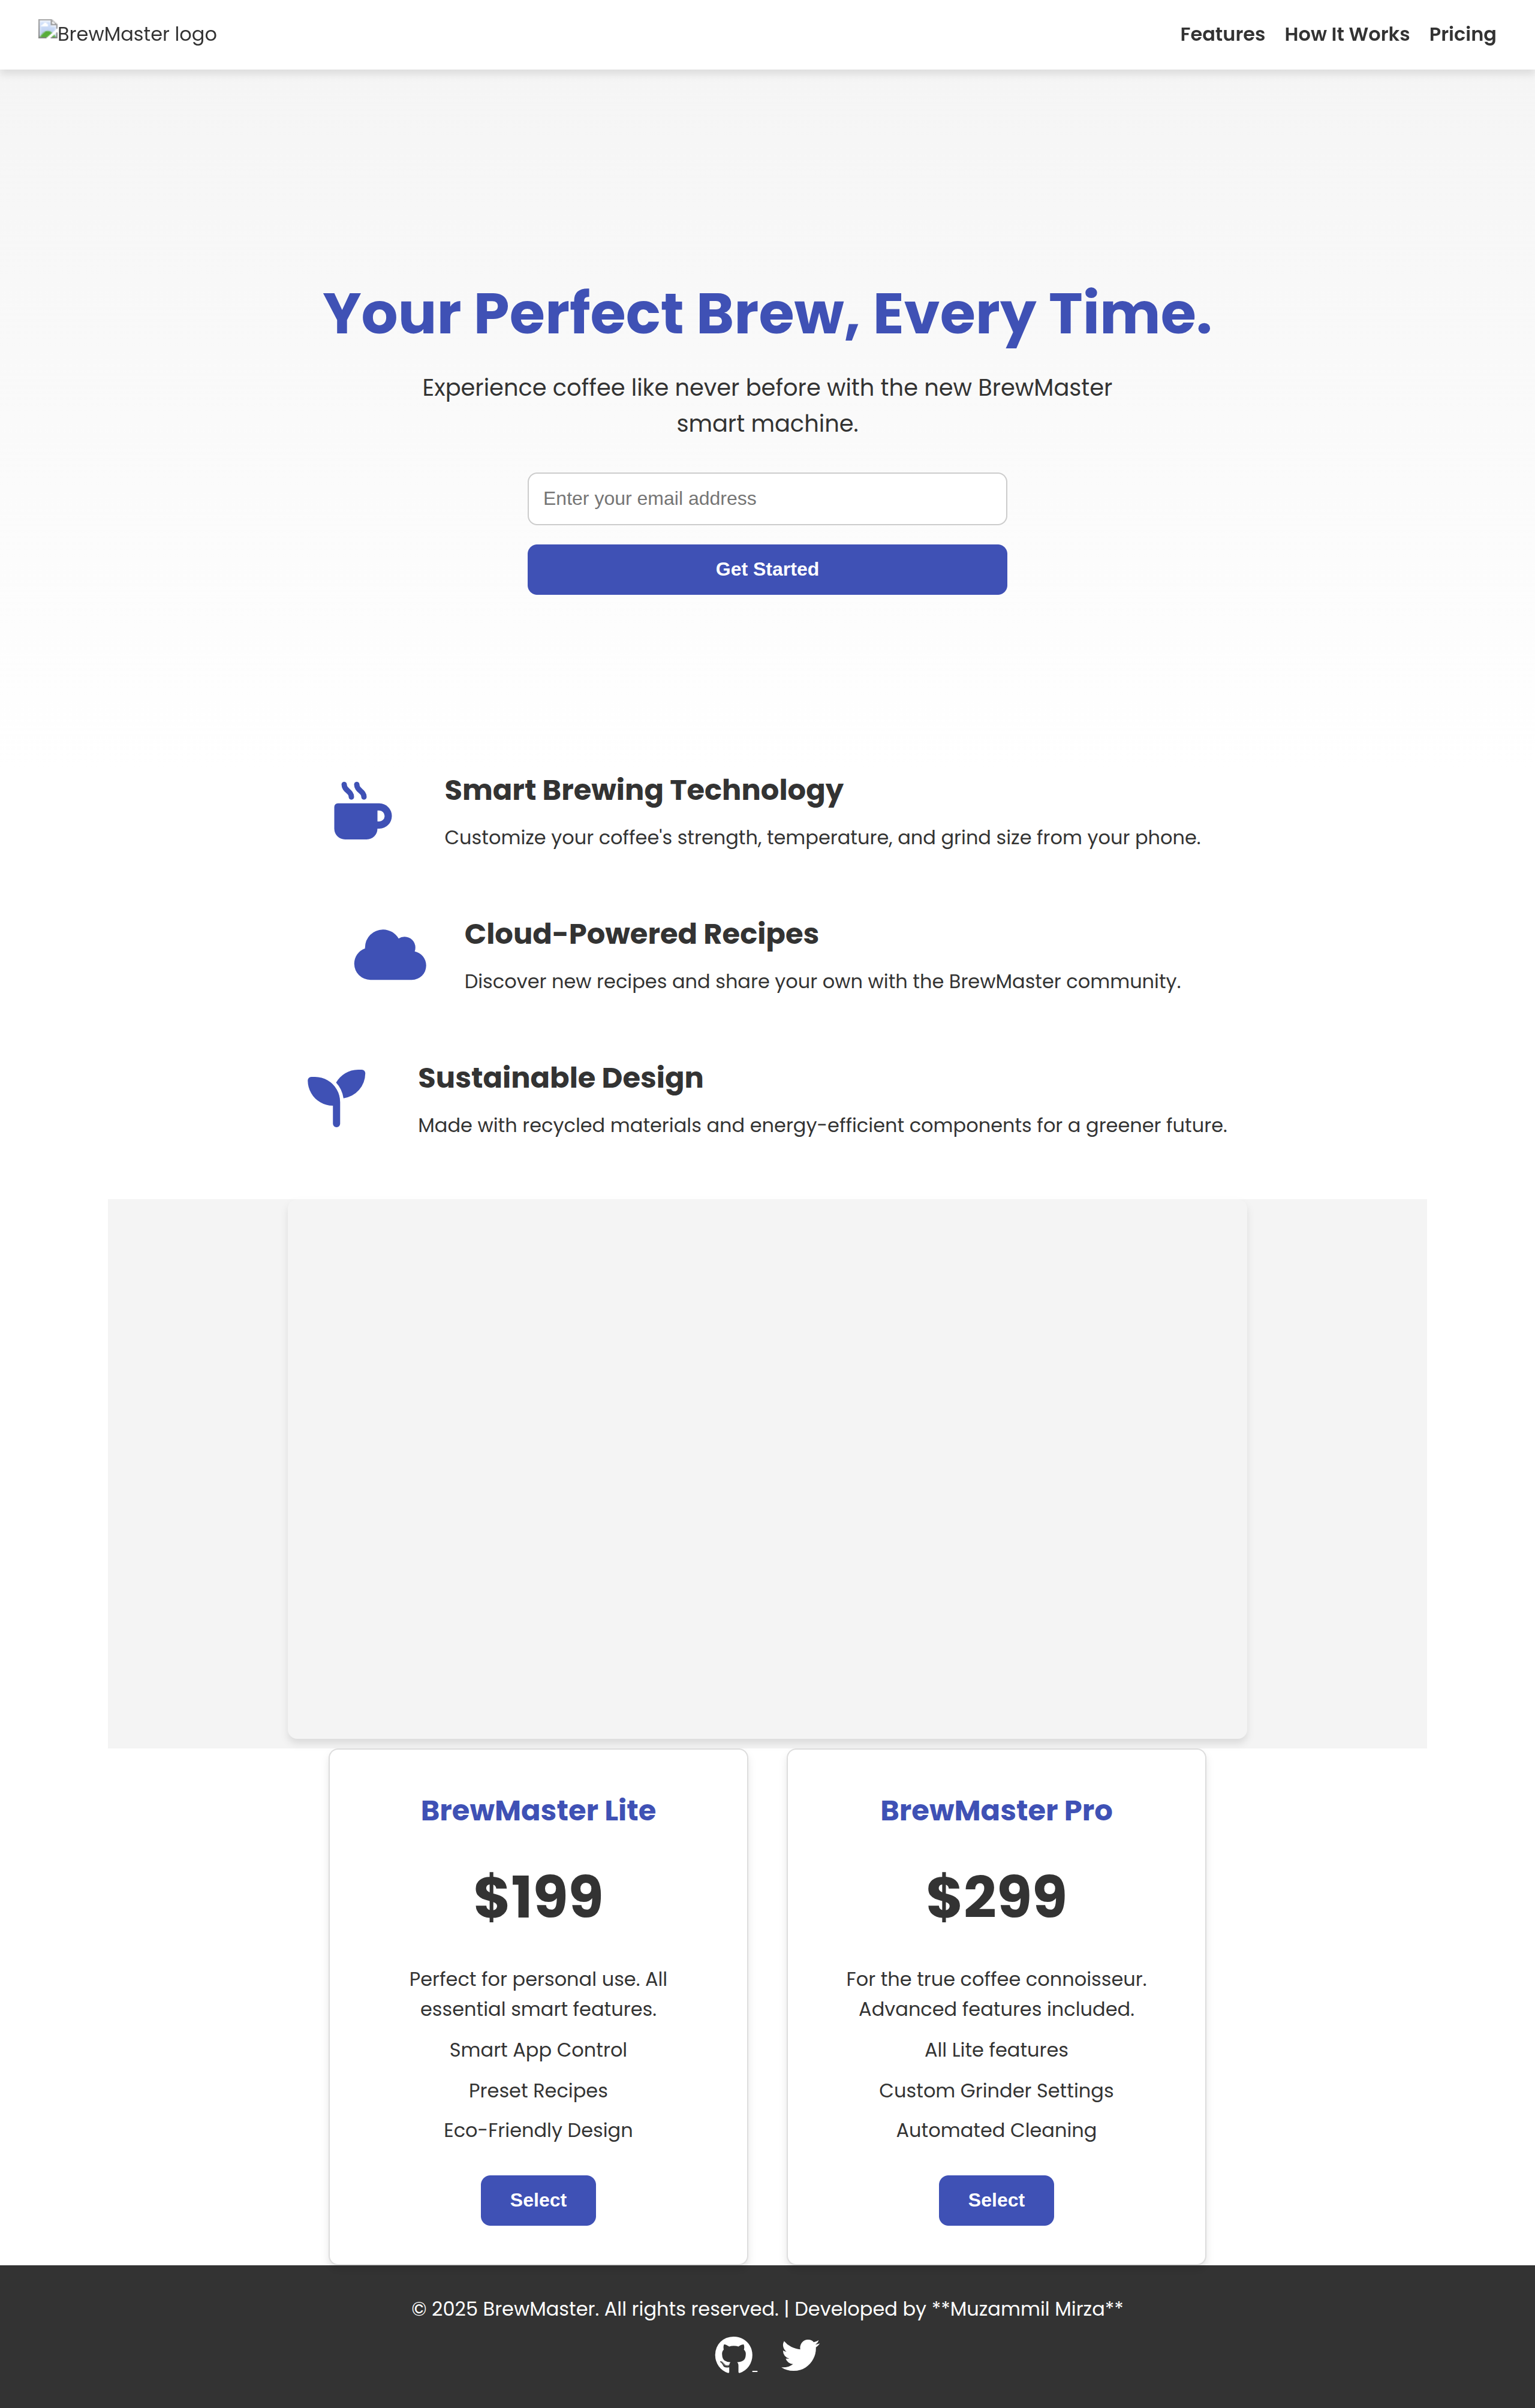 BrewMaster logo
Features How It Works Pricing
Your Perfect Brew, Every Time.
Experience coffee like never before with the new BrewMaster
smart machine.
Enter your email address
Get Started
Smart Brewing Technology
Customize your coffee's strength, temperature, and grind size from your phone.
Cloud-Powered Recipes
Discover new recipes and share your own with the BrewMaster community.
Sustainable Design
Made with recycled materials and energy-efficient components for a greener future.
BrewMaster Lite
$199
Perfect for personal use. All
essential smart features.
Smart App Control
Preset Recipes
Eco-Friendly Design
Select
BrewMaster Pro
$299
For the true coffee connoisseur.
Advanced features included.
All Lite features
Custom Grinder Settings
Automated Cleaning
Select
© 2025 BrewMaster. All rights reserved. | Developed by **Muzammil Mirza**